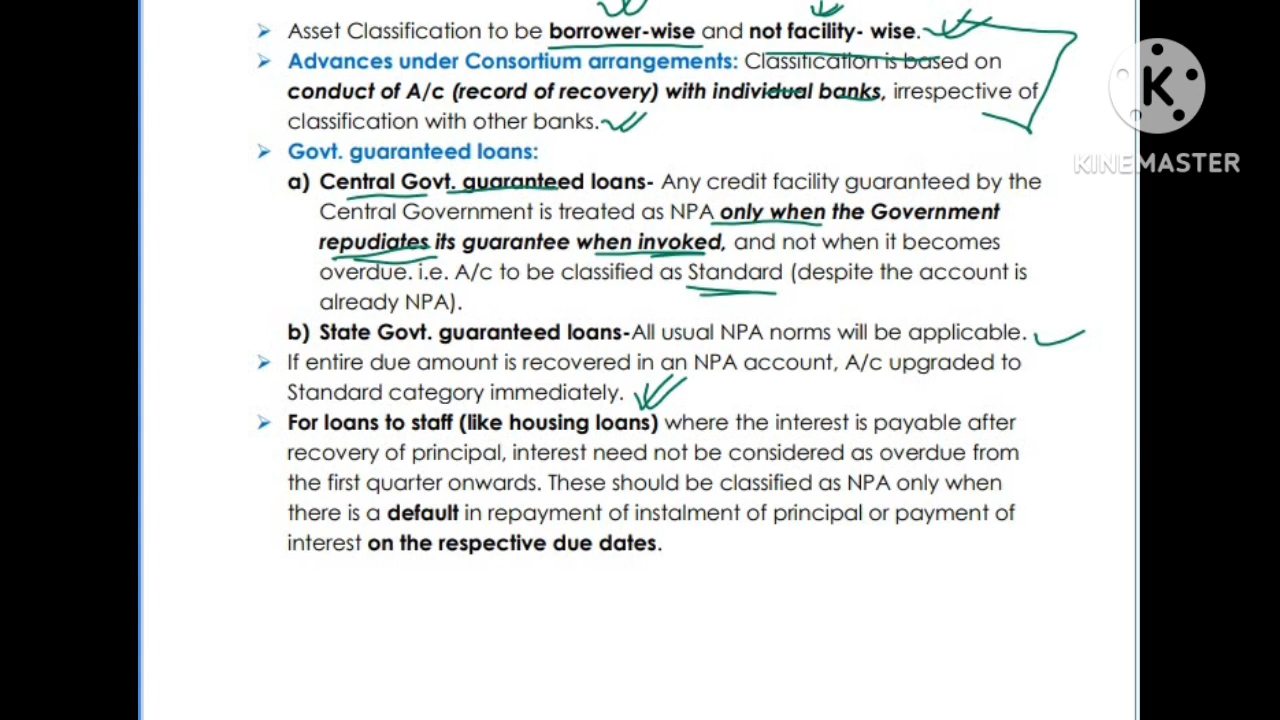 ➢ Asset Classification to be borrower-wise and not facility- wise.
➢ Advances under Consortium arrangements: Classification is based on
conduct of A/c (record of recovery) with individual banks, irrespective of
classification with other banks.
➢ Govt. guaranteed loans:
a) Central Govt. guaranteed loans- Any credit facility guaranteed by the
Central Government is treated as NPA only when the Government
repudiates its guarantee when invoked, and not when it becomes
overdue. i.e. A/c to be classified as Standard (despite the account is
already NPA).
b) State Govt. guaranteed loans-All usual NPA norms will be applicable.
➢ If entire due amount is recovered in an NPA account, A/c upgraded to
Standard category immediately.
➢ For loans to staff (like housing loans) where the interest is payable after
recovery of principal, interest need not be considered as overdue from
the first quarter onwards. These should be classified as NPA only when
there is a default in repayment of instalment of principal or payment of
interest on the respective due dates.
K
KINEMASTER